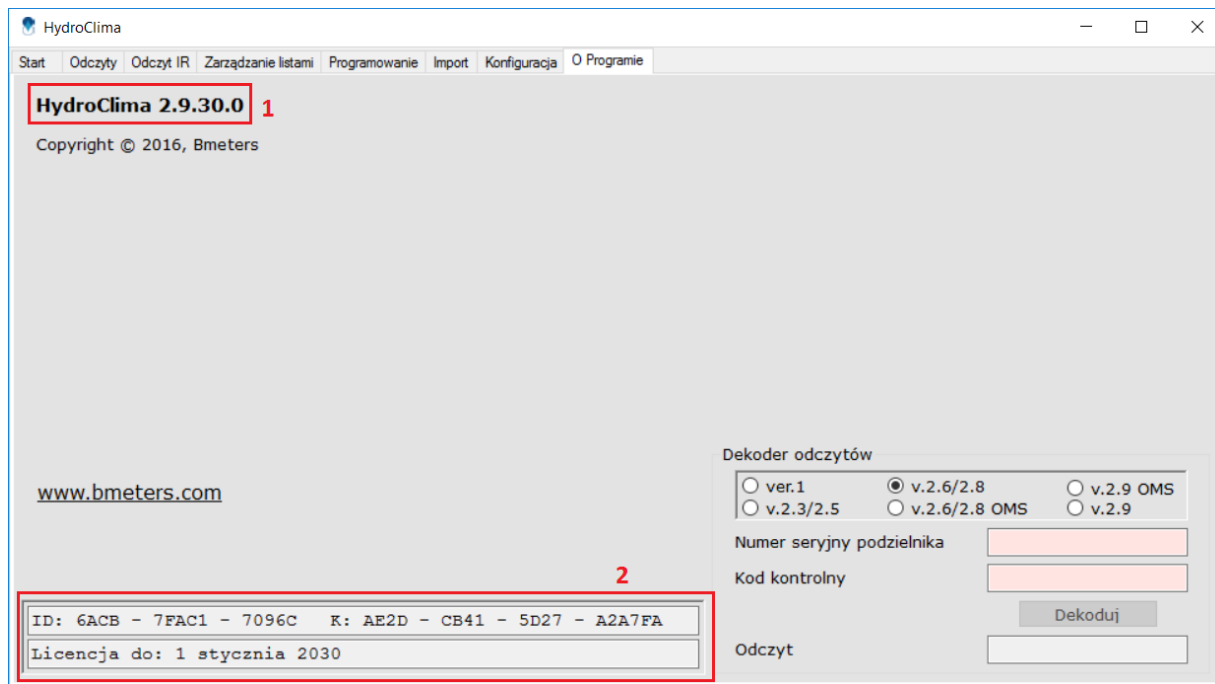 HydroClima
Start Odczyty Odczyt IR Zarządzanie listami Programowanie Import Konfiguracja O Programie
HydroClima 2.9.30.0 1
Copyright © 2016, Bmeters
www.bmeters.com
2
ID: 6ACB - 7FAC1 - 7096C K: AE2D - CB41 - 5D27 - A2A7FA
Licencja do: 1 stycznia 2030
Dekoder odczytów
ver.1 v.2.6/2.8 v.2.9 OMS
v.2.3/2.5 v.2.6/2.8 OMS v.2.9
Numer seryjny podzielnika
Kod kontrolny
Dekoduj
Odczyt